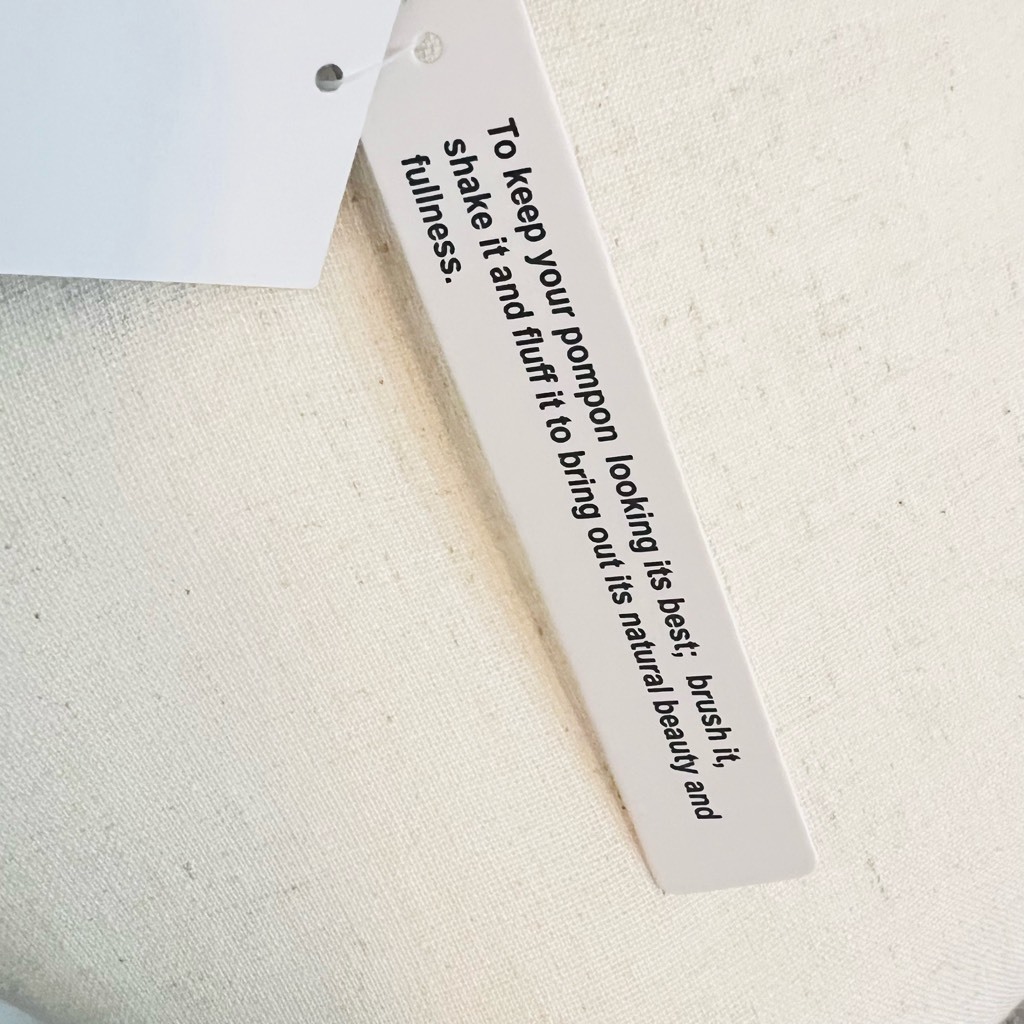 To keep your pompon looking its best; brush it,
shake it and fluff it to bring out its natural beauty and
fullness.